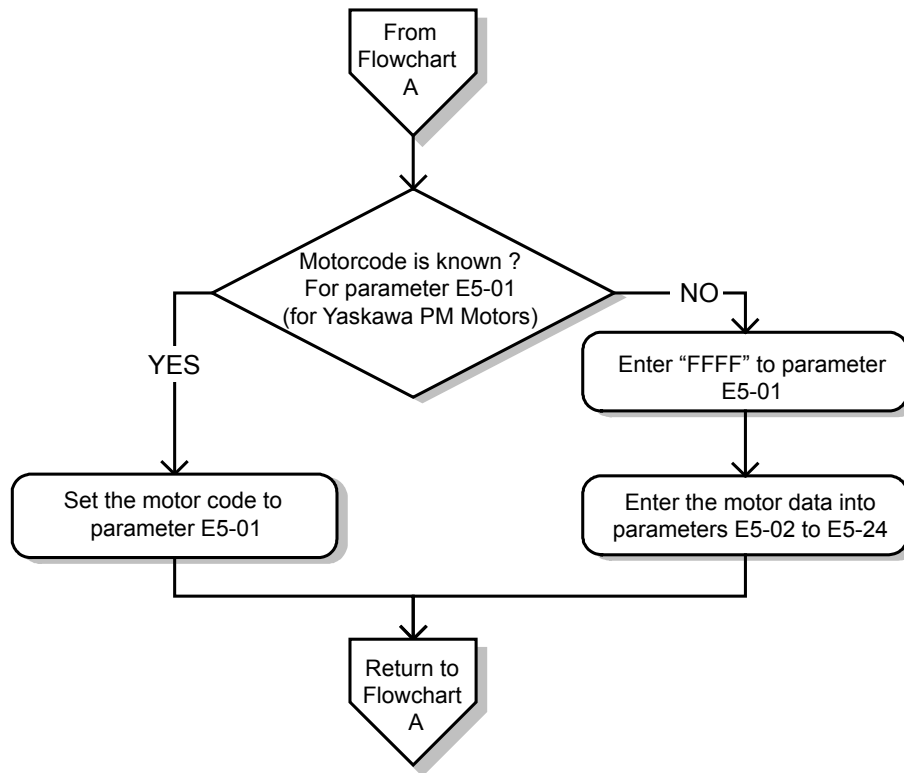 From
Flowchart
A
Motorcode is known ?
For parameter E5-01
(for Yaskawa PM Motors)
NO
YES
Enter “FFFF” to parameter
E5-01
Set the motor code to
parameter E5-01
Enter the motor data into
parameters E5-02 to E5-24
Return to
Flowchart
A